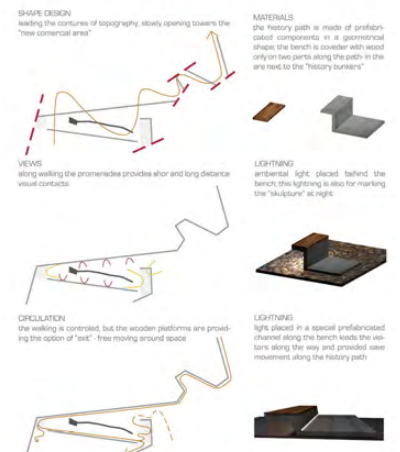 SHAPE DESIGN
leading the contures of topography, slowly opening towards the
"new comercial area"
VIEWS
along walking the promenades provides shor and long distance
visual contacts
CIRCULATION
the walking is controled, but the wooden platforms are provid-
ing the option of "exit" - free moving around space
MATERIALS
the history path is made of prefabri-
cated components in a geometrical
shape; the bench is coveder with wood
only on two parts along the path- in the
are next to the "history bunkers"
LIGHTNING
ambiental light placed behind the
bench; this lightning is also for marking
the "skulpture" at night
LIGHTNING
light placed in a special prefabricated
channel along the bench leads the visi-
tors along the way and provided save
movement along the history path